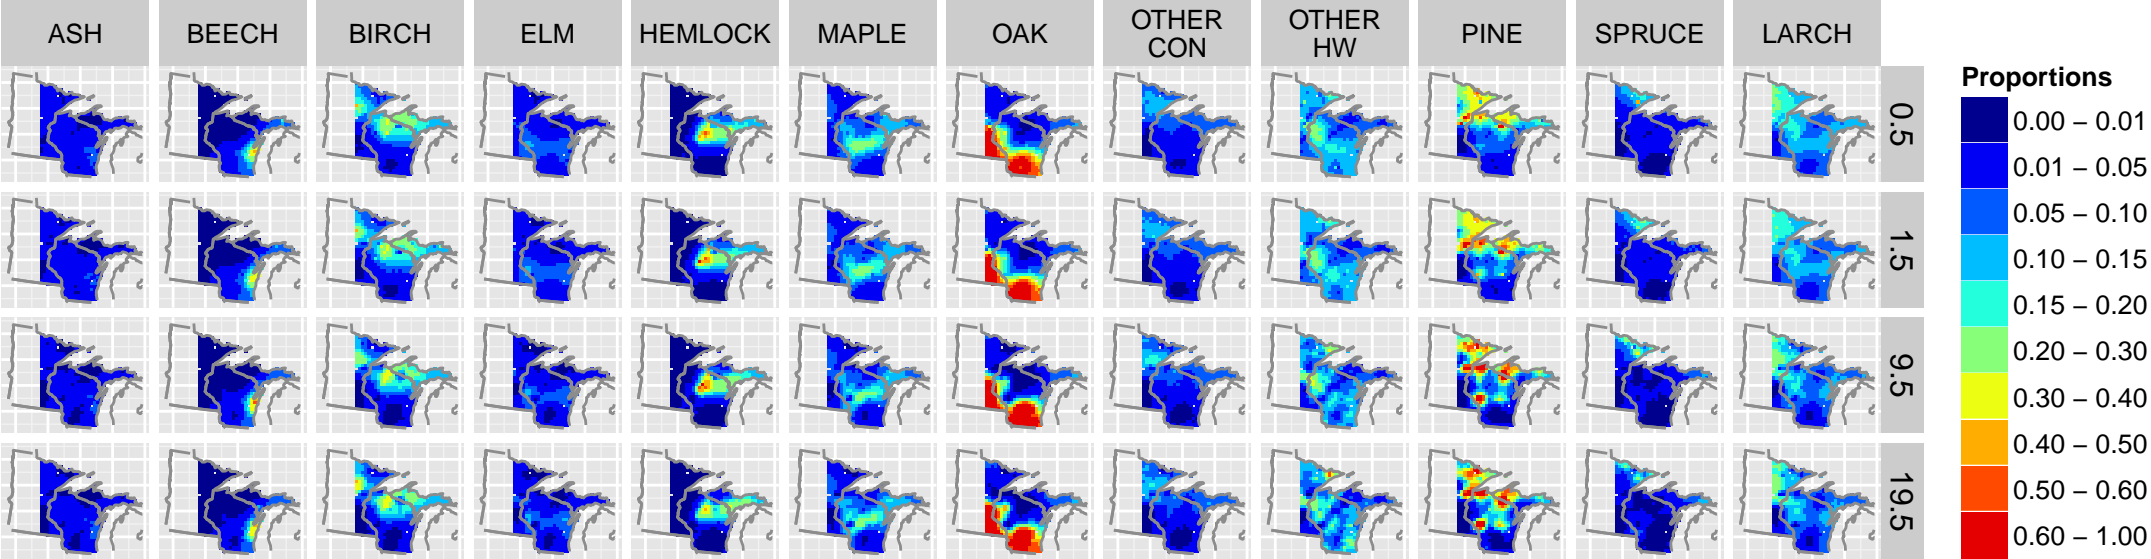 ASH
BEECH
BIRCH
ELM
HEMLOCK
MAPLE
OAK
OTHER
CON
OTHER
HW
PINE
SPRUCE
LARCH
0.5
1.5
9.5
19.5
Proportions
0.00 – 0.01
0.01 – 0.05
0.05 – 0.10
0.10 – 0.15
0.15 – 0.20
0.20 – 0.30
0.30 – 0.40
0.40 – 0.50
0.50 – 0.60
0.60 – 1.00